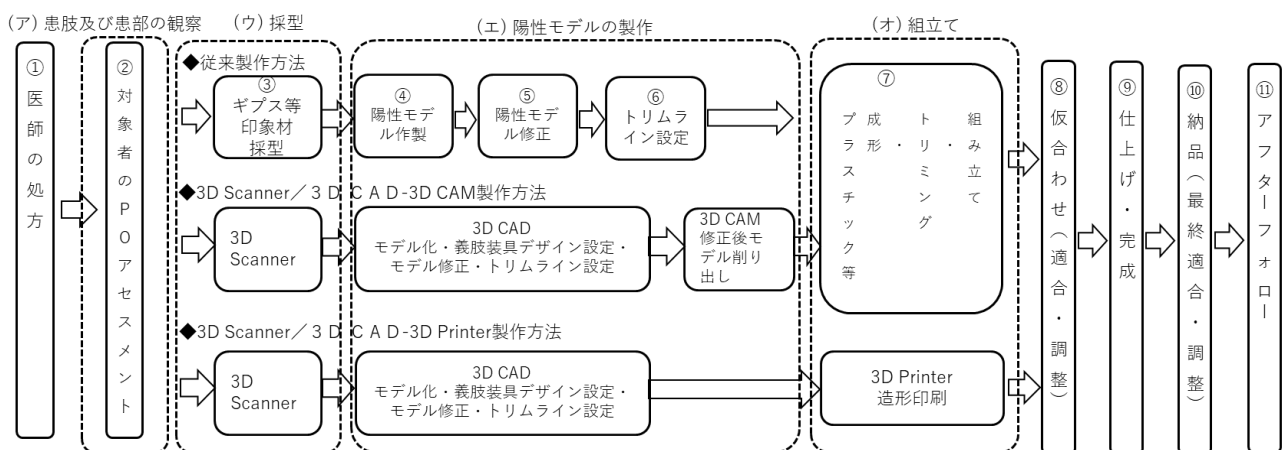 (ア) 患肢及び患部の観察
(ウ) 採型
(エ) 陽性モデルの製作
(オ) 組立て
①医師の処方
②対象者のPOアセスメント
◆従来製作方法
③
ギプス等
印象材
採型
④
陽性モデ
ル作製
⑤
陽性モデ
ル修正
⑥
トリムラ
イン設定
◆3D Scanner／３Ｄ ＣＡＤ-3D CAM製作方法
3D
Scanner
3D CAD
モデル化・義肢装具デザイン設定・
モデル修正・トリムライン設定
3D CAM
修正後モ
デル削り
出し
◆3D Scanner／３Ｄ ＣＡＤ-3D Printer製作方法
3D
Scanner
3D CAD
モデル化・義肢装具デザイン設定・
モデル修正・トリムライン設定
⑦
組み立て
トリミング・
成形・
プラスチック等
3D Printer
造形印刷
⑧仮合わせ（適合・調整）
⑨仕上げ・完成
⑩納品（最終適合・調整）
⑪アフターフォロー